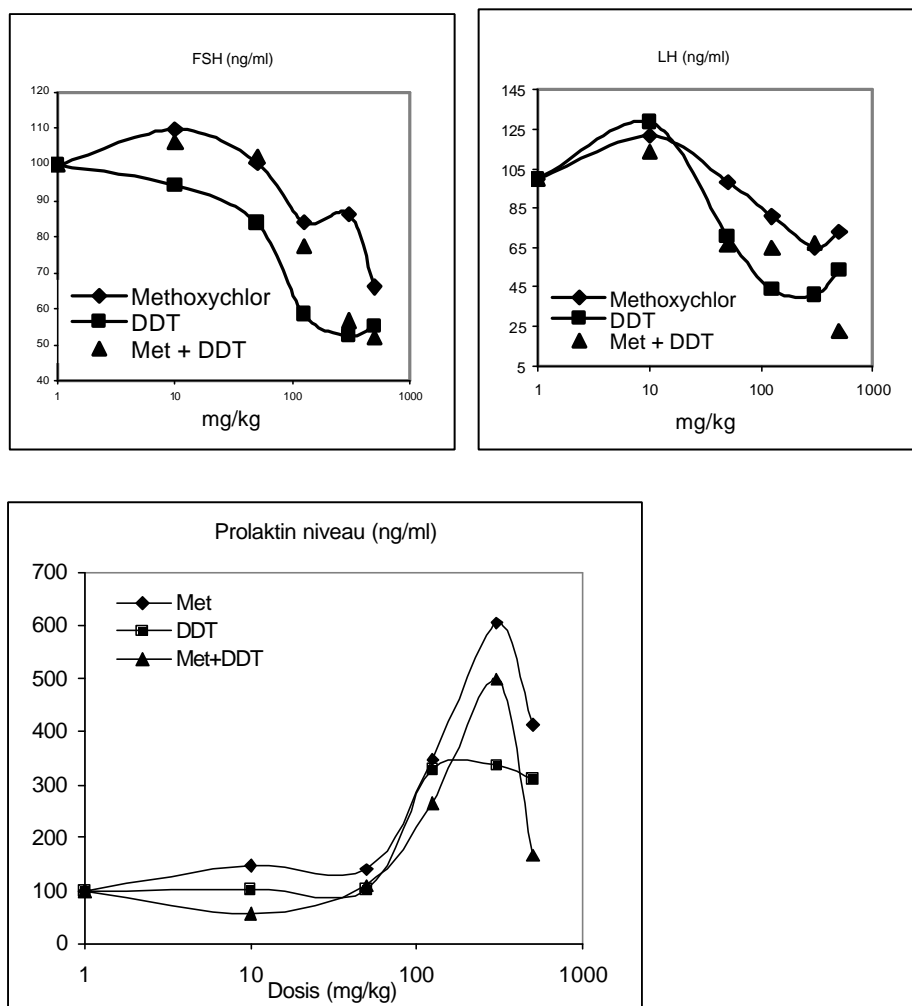 FSH (ng/ml)
120
110
100
90
80
70
60
50
40
Methoxychlor
DDT
Met + DDT
1 10 100 1000
mg/kg
LH (ng/ml)
145
125
105
85
65
45
25
5
Methoxychlor
DDT
Met + DDT
1 10 100 1000
mg/kg
Prolaktin niveau (ng/ml)
700
600
500
400
300
200
100
0
Met
DDT
Met+DDT
1 10 100 1000
Dosis (mg/kg)